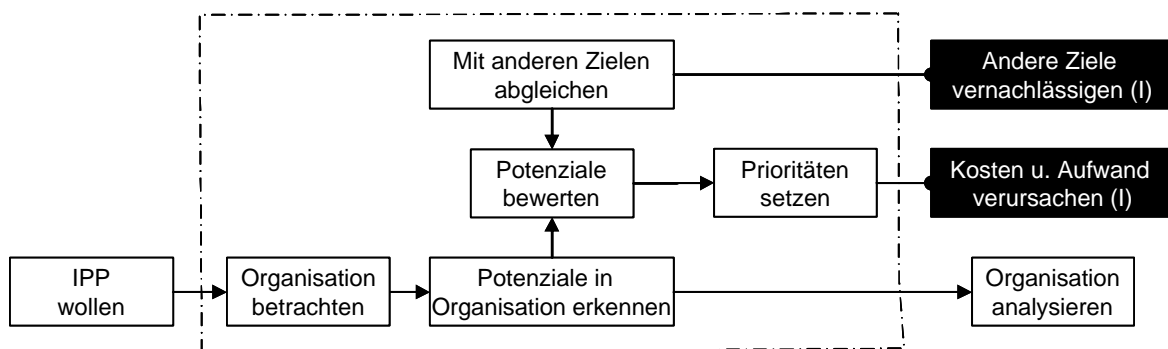 Mit anderen Zielen
abgleichen
Andere Ziele
vernachlässigen (I)
Potenziale
bewerten
Prioritäten
setzen
Kosten u. Aufwand
verursachen (I)
IPP
wollen
Organisation
betrachten
Potenziale in
Organisation erkennen
Organisation
analysieren